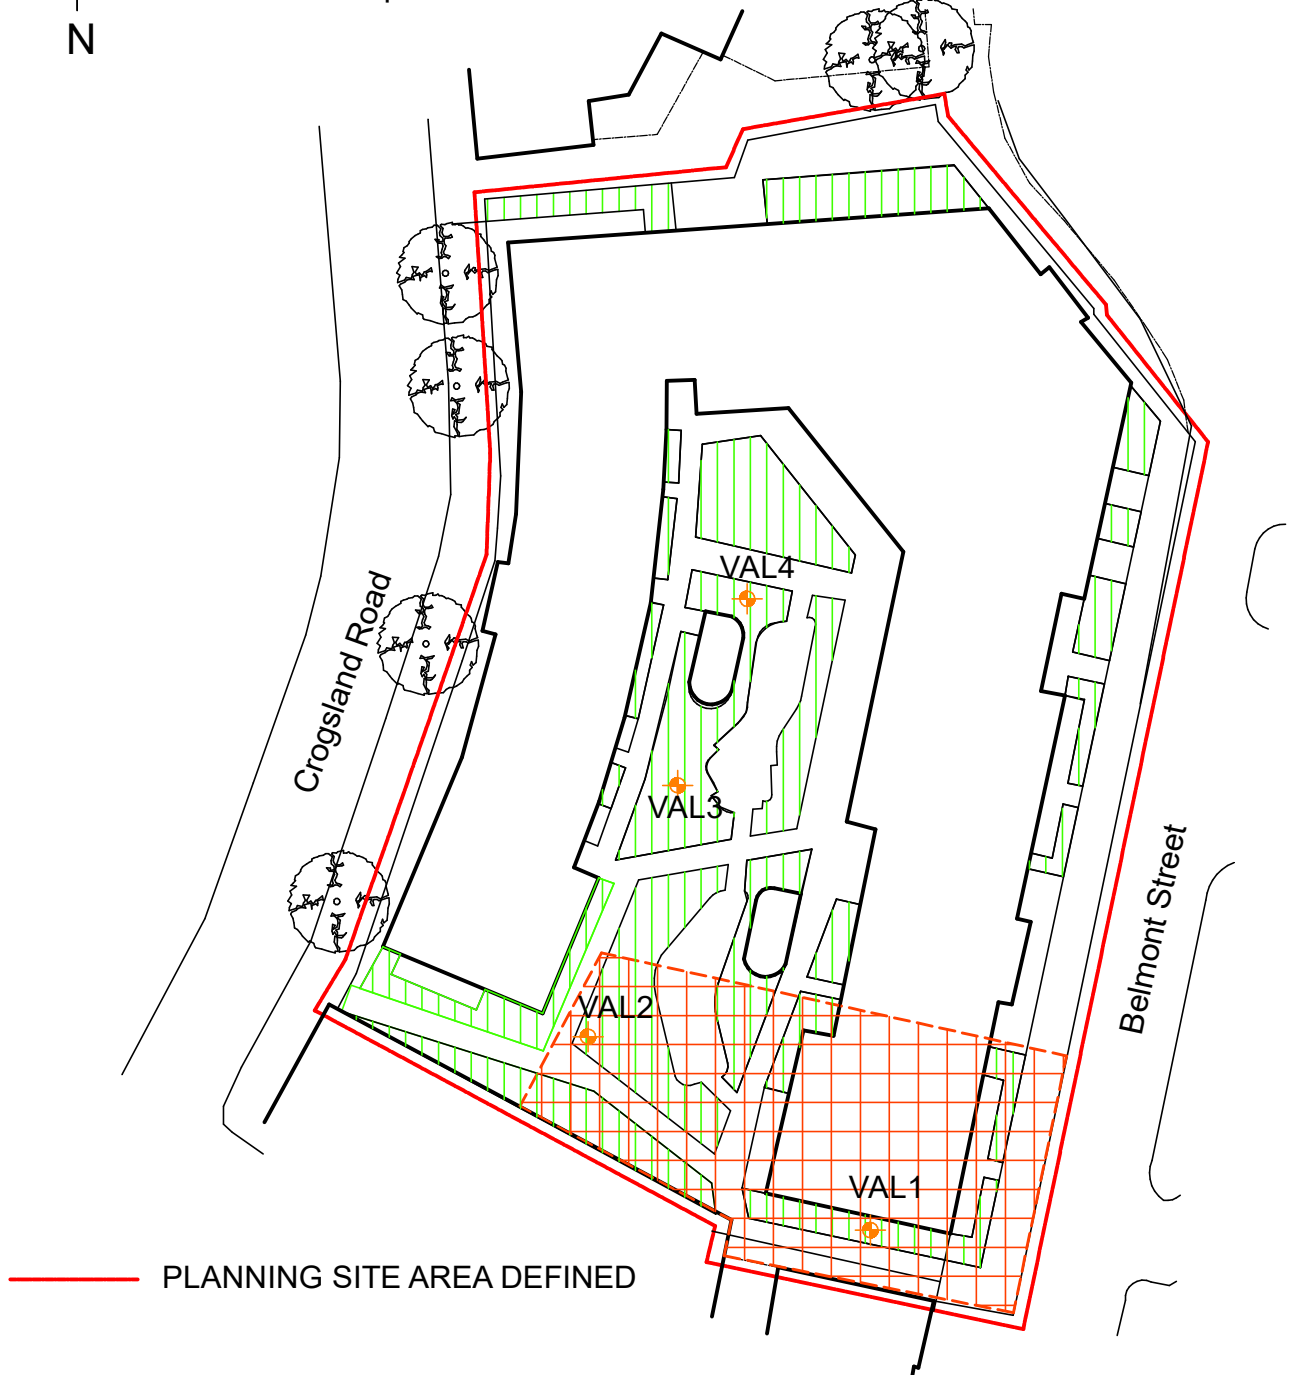 N
VAL4
Crogsland Road
VAL3
Belmont Street
VAL2
VAL1
PLANNING SITE AREA DEFINED